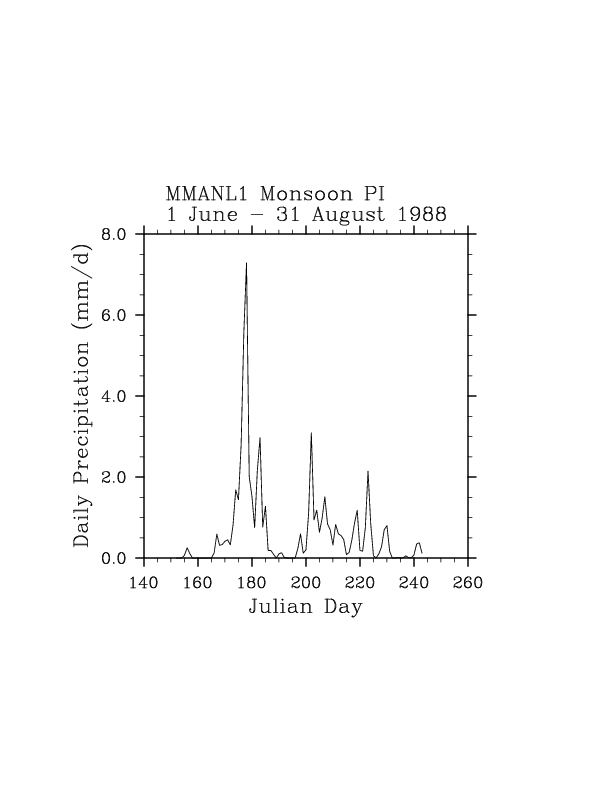 MMANL1 Monsoon PI
1 June - 31 August 1988
8.0
6.0
4.0
2.0
0.0
Daily Precipitation (mm/d)
140 160 180 200 220 240 260
Julian Day